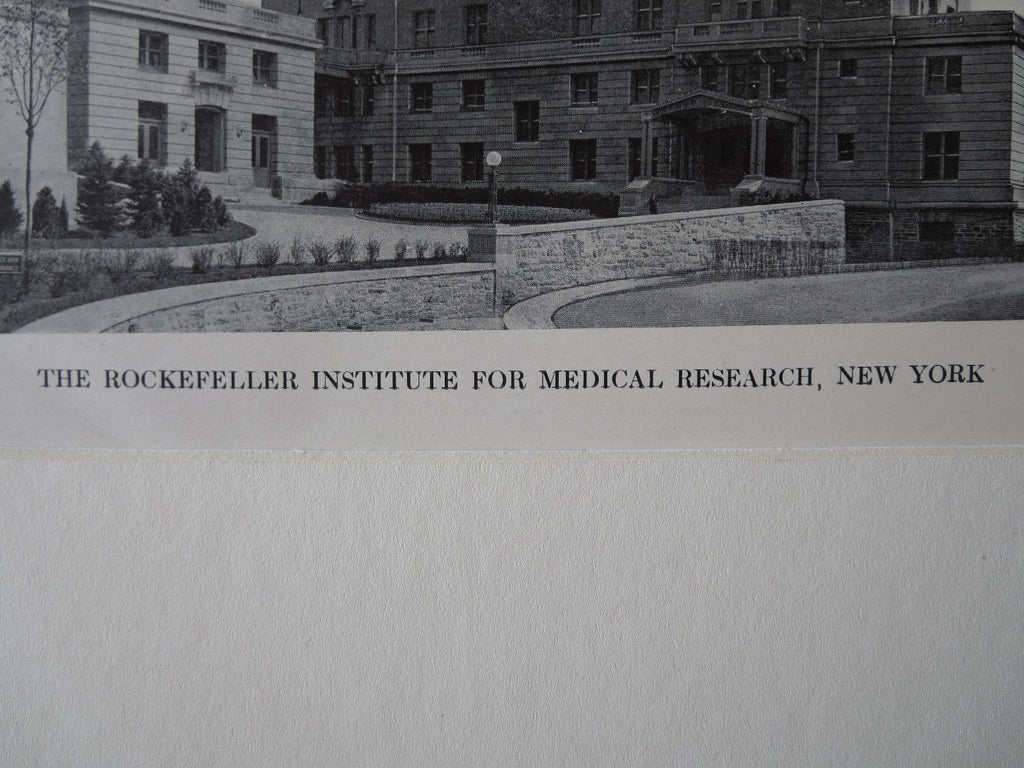 THE ROCKEFELLER INSTITUTE FOR MEDICAL RESEARCH, NEW YORK